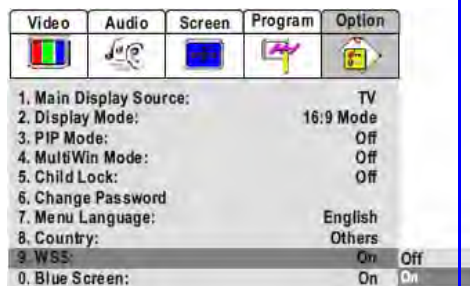 Video Audio Screen Program Option
1. Main Display Source: TV
2. Display Mode: 16:9 Mode
3. PIP Mode: Off
4. MultiWin Mode: Off
5. Child Lock: Off
6. Change Password
7. Menu Language: English
8. Country: Others
9. WSS: On Off
0. Blue Screen: On On